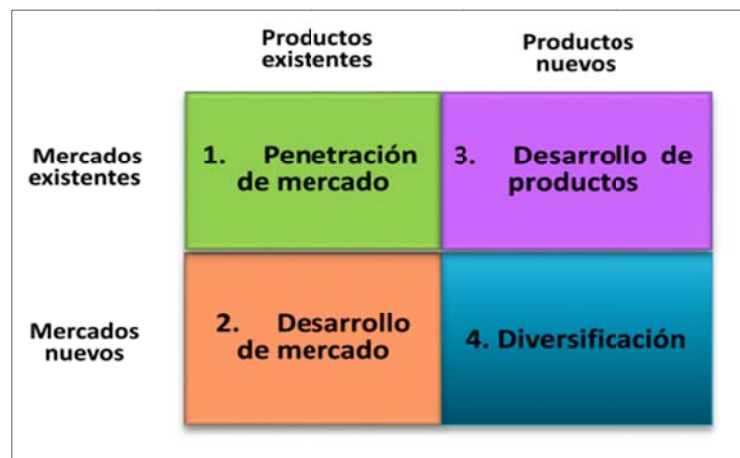 Productos
existentes
Productos
nuevos
Mercados
existentes
1. Penetración
de mercado
3. Desarrollo de
productos
Mercados
nuevos
2. Desarrollo
de mercado
4. Diversificación